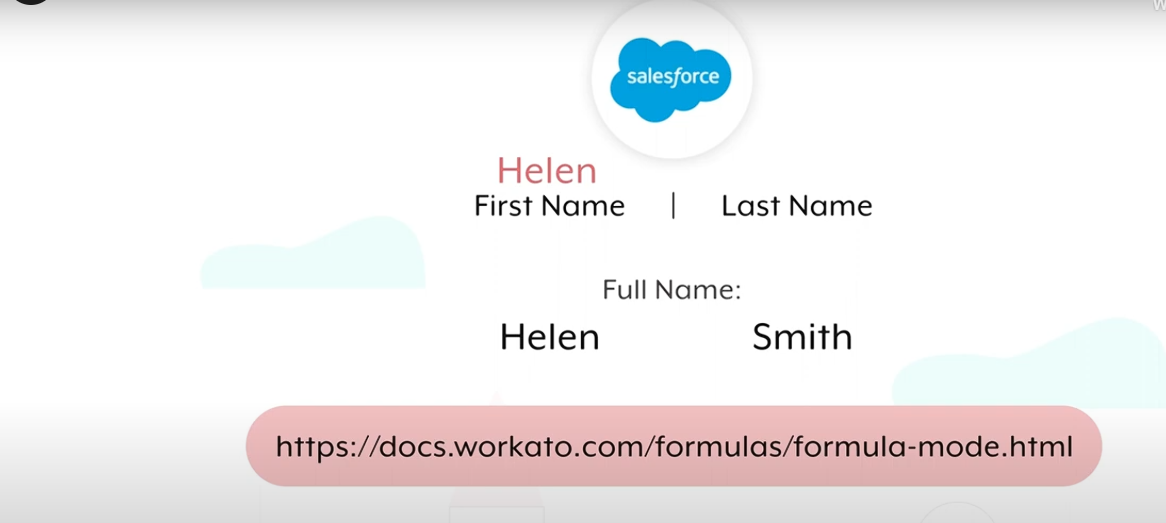 salesforce
Helen
First Name | Last Name
Full Name:
Helen Smith
https://docs.workato.com/formulas/formula-mode.html